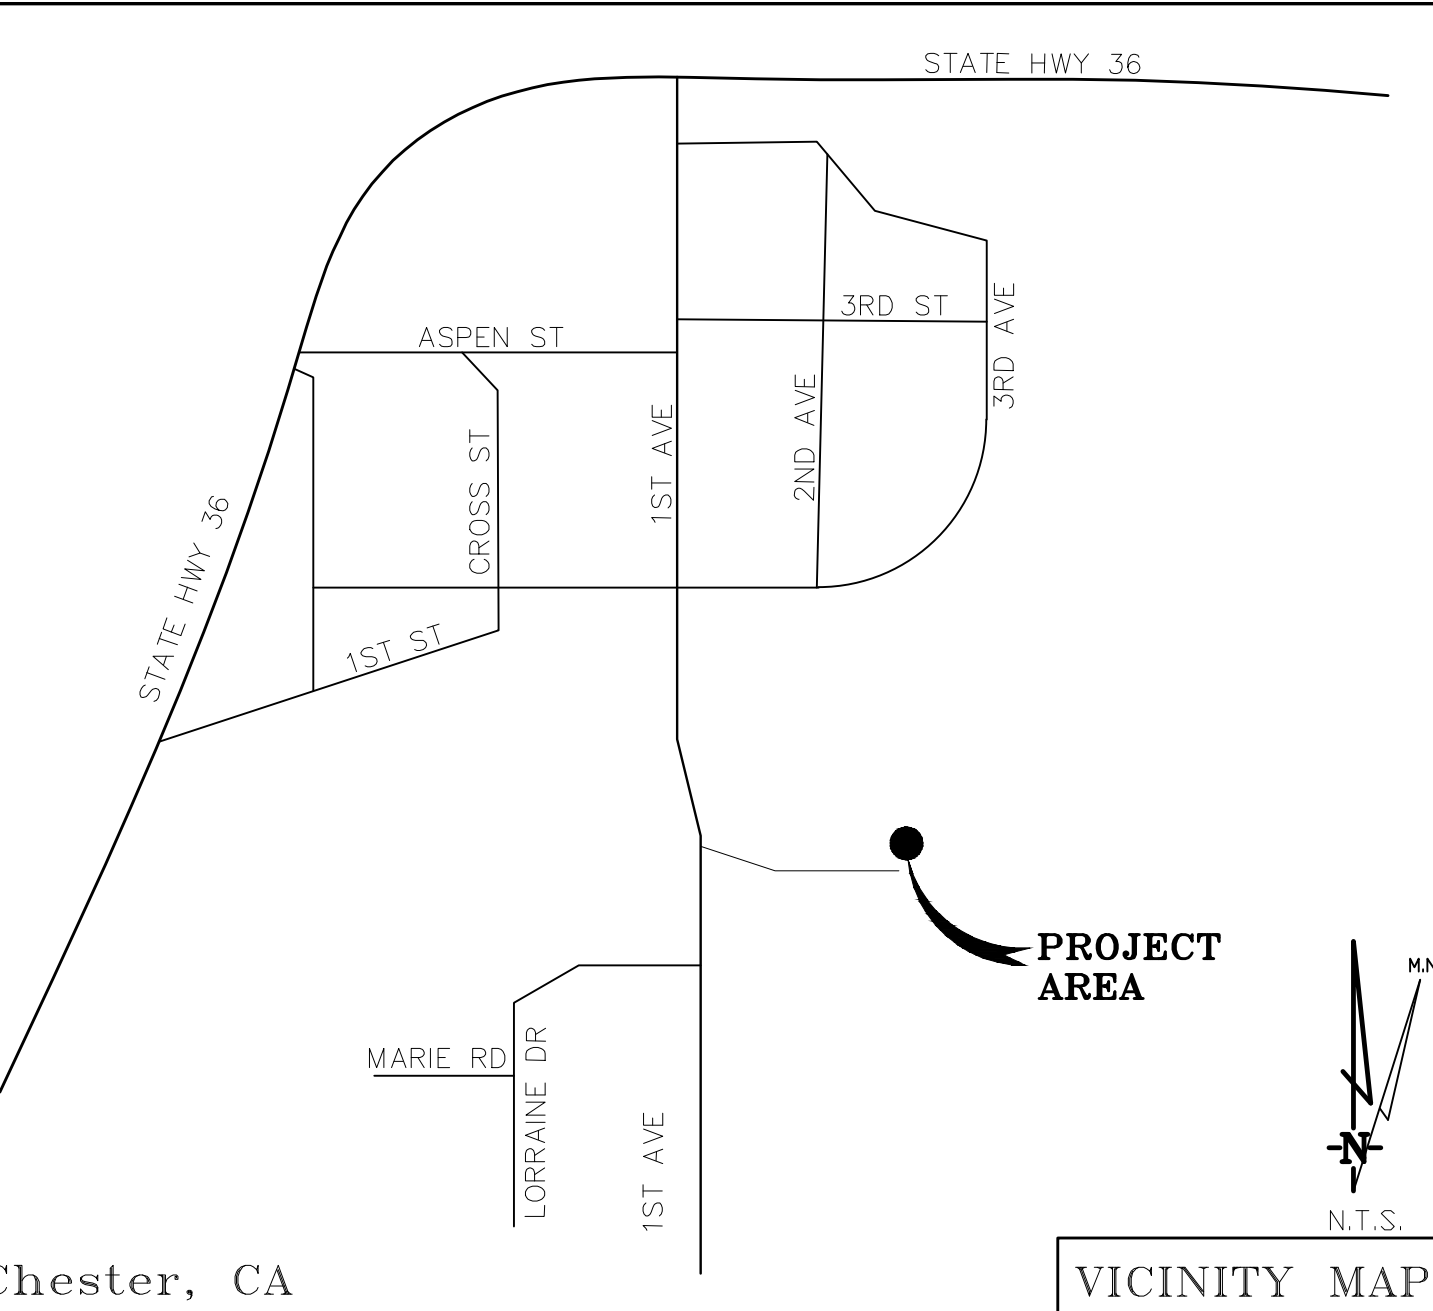 STATE HWY 36
3RD ST
3RD AVE
ASPEN ST
2ND AVE
1ST AVE
CROSS ST
STATE HWY 36
1ST ST
PROJECT
AREA
M.N
MARIE RD
LORRAINE DR
1ST AVE
N
N.T.S.
Chester, CA
VICINITY MAP